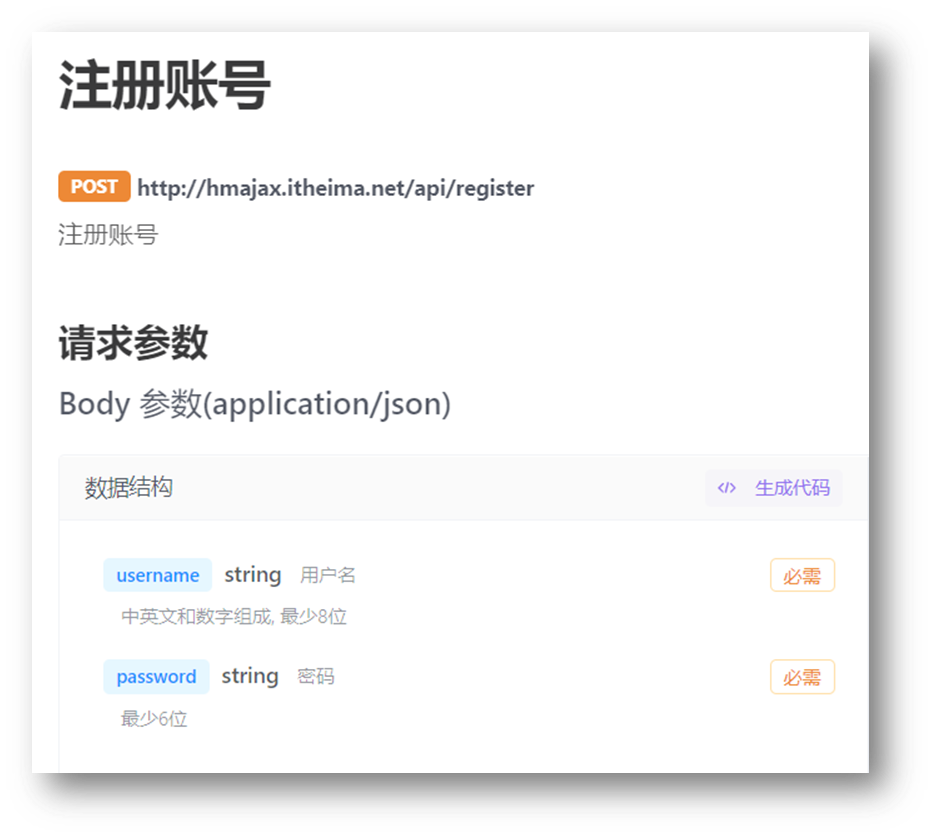 注册账号
POST http://hmajax.itheima.net/api/register
注册账号
请求参数
Body 参数(application/json)
数据结构 </> 生成代码
username string 用户名 必需
中英文和数字组成, 最少8位
password string 密码 必需
最少6位